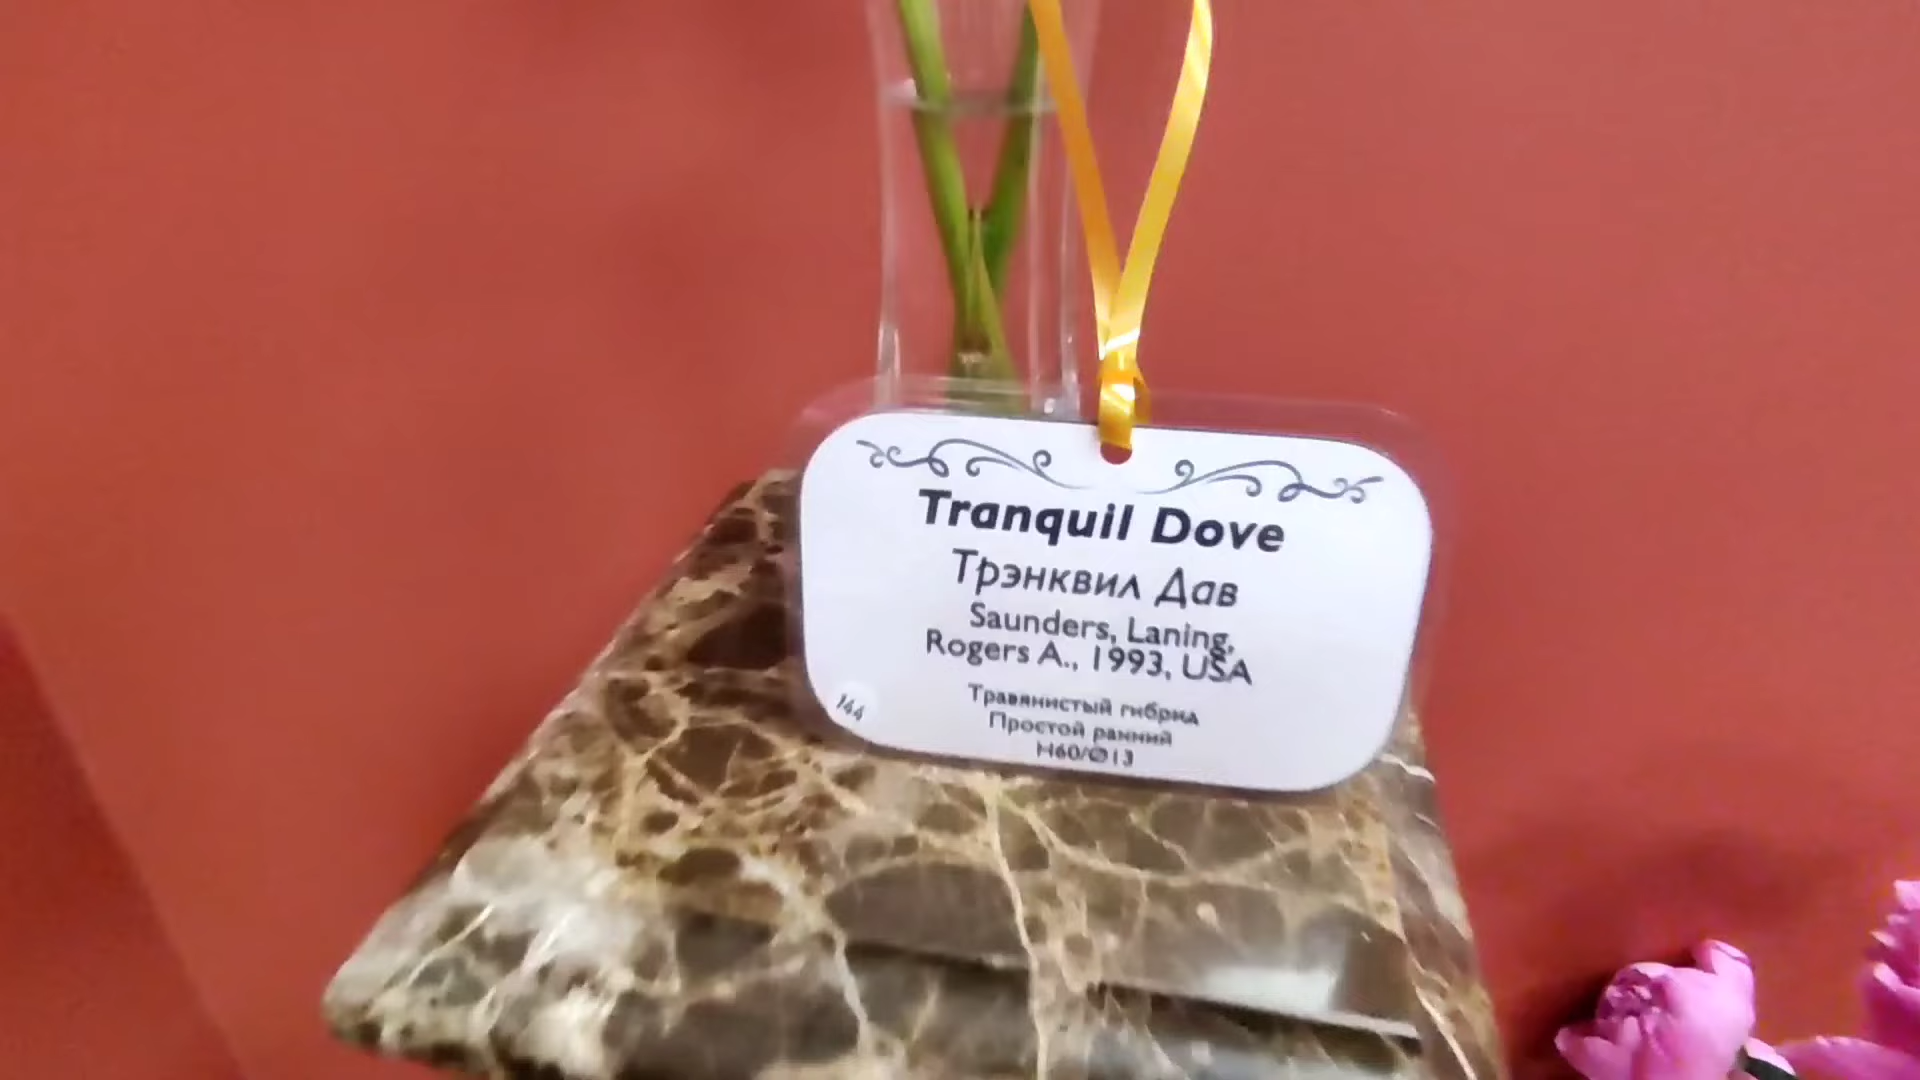 Tranquil Dove
Трэнквил Дав
Saunders, Laning,
Rogers A., 1993, USA
Травянистый гибрид
Простой ранний
H60/Ø13
144